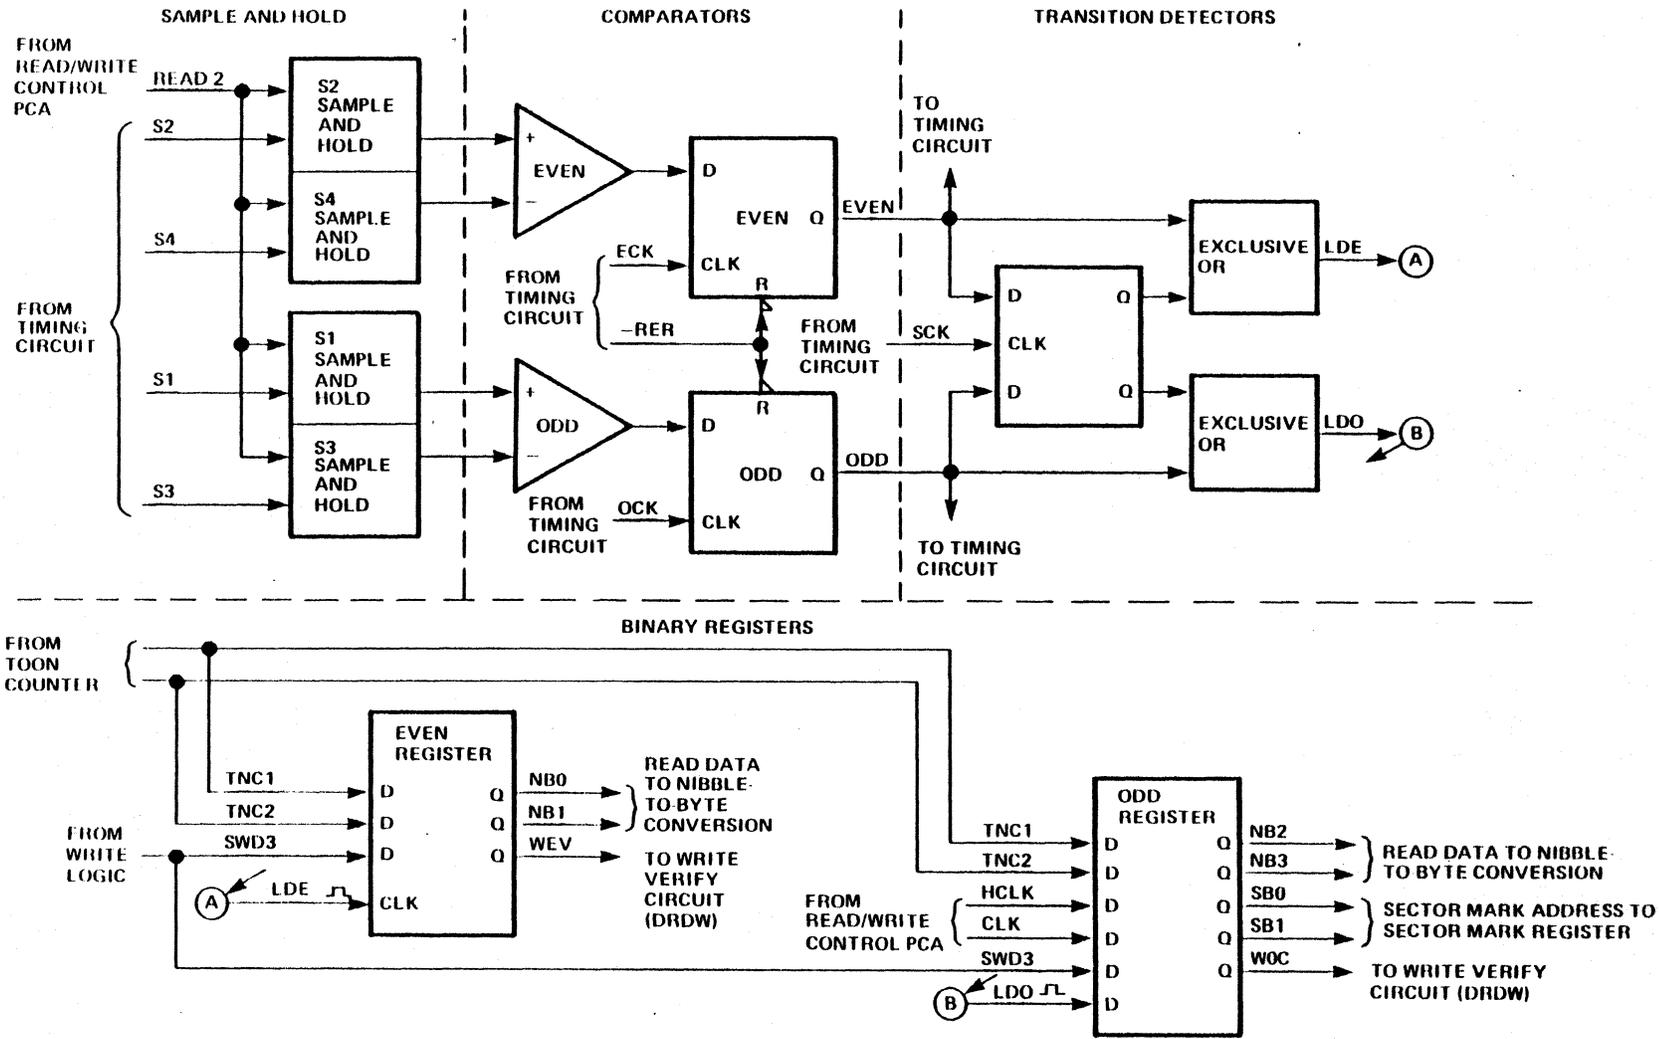 SAMPLE AND HOLD
COMPARATORS
TRANSITION DETECTORS
FROM
READ/WRITE
CONTROL
PCA
READ 2
S2
S4
FROM
TIMING
CIRCUIT
S1
S3
S2
SAMPLE
AND
HOLD
S4
SAMPLE
AND
HOLD
S1
SAMPLE
AND
HOLD
S3
SAMPLE
AND
HOLD
+
EVEN
−
+
ODD
−
FROM
TIMING
CIRCUIT
ECK
−RER
FROM
TIMING
CIRCUIT
OCK
D
EVEN Q
CLK
R
R
D
ODD Q
CLK
EVEN
ODD
TO
TIMING
CIRCUIT
FROM
TIMING
CIRCUIT
SCK
D Q
CLK
D Q
TO TIMING
CIRCUIT
EXCLUSIVE
OR
LDE
A
EXCLUSIVE
OR
LDO
B
BINARY REGISTERS
FROM
TOON
COUNTER
TNC1
TNC2
FROM
WRITE
LOGIC
SWD3
A
LDE
EVEN
REGISTER
D Q
D Q
D Q
CLK
NB0
NB1
WEV
READ DATA
TO NIBBLE-
TO-BYTE
CONVERSION
TO WRITE
VERIFY
CIRCUIT
(DRDW)
TNC1
TNC2
FROM
READ/WRITE
CONTROL PCA
HCLK
CLK
SWD3
B
LDO
ODD
REGISTER
D Q
D Q
D Q
D Q
D Q
D
NB2
NB3
SB0
SB1
W0C
READ DATA TO NIBBLE-
TO BYTE CONVERSION
SECTOR MARK ADDRESS TO
SECTOR MARK REGISTER
TO WRITE VERIFY
CIRCUIT (DRDW)